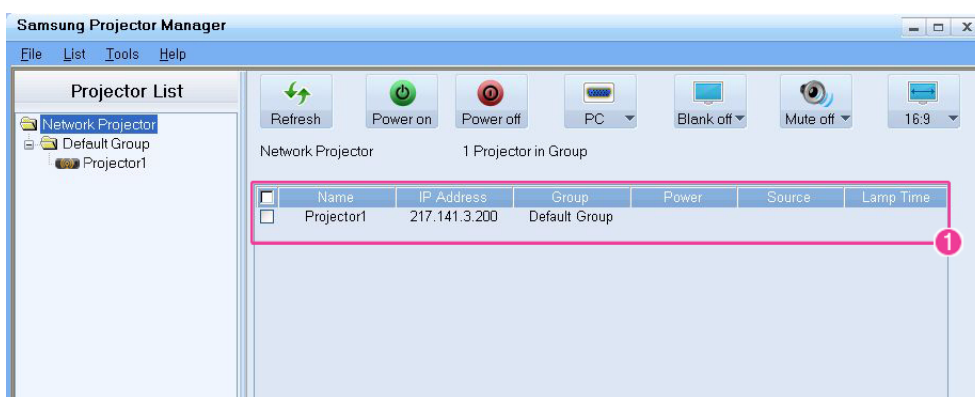 Samsung Projector Manager
File List Tools Help
Projector List
Network Projector
Default Group
Projector1
Refresh Power on Power off PC Blank off Mute off 16:9
Network Projector 1 Projector in Group
Name IP Address Group Power Source Lamp Time
Projector1 217.141.3.200 Default Group
1